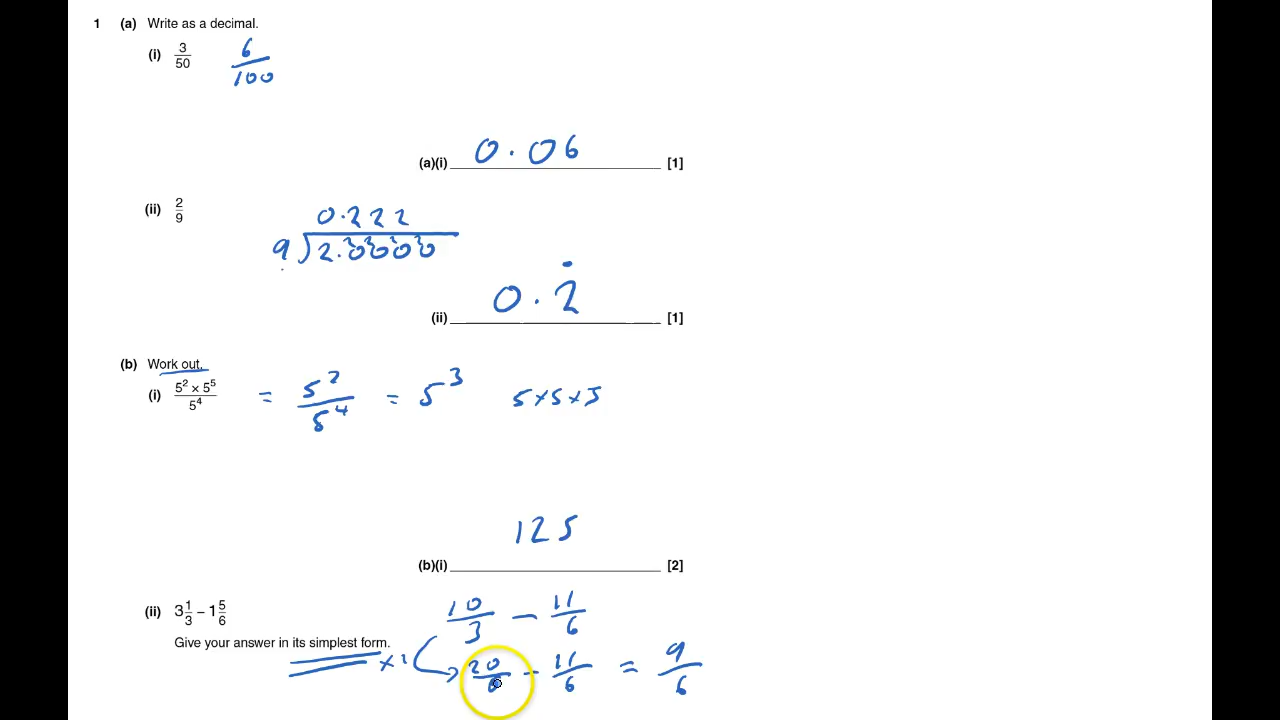 1 (a) Write as a decimal.
(i) 3/50 6/100
(a)(i) 0.06 [1]
(ii) 2/9 0.222
9 ) 2.²0²0²0²0
(ii) 0.2̇ [1]
(b) Work out.
(i) 5² × 5⁵ / 5⁴ = 5² / 5⁴ = 5³ 5×5×5
(b)(i) 125 [2]
(ii) 3 1/3 – 1 5/6 10/3 – 11/6
Give your answer in its simplest form.
20/6 – 11/6 = 9/6